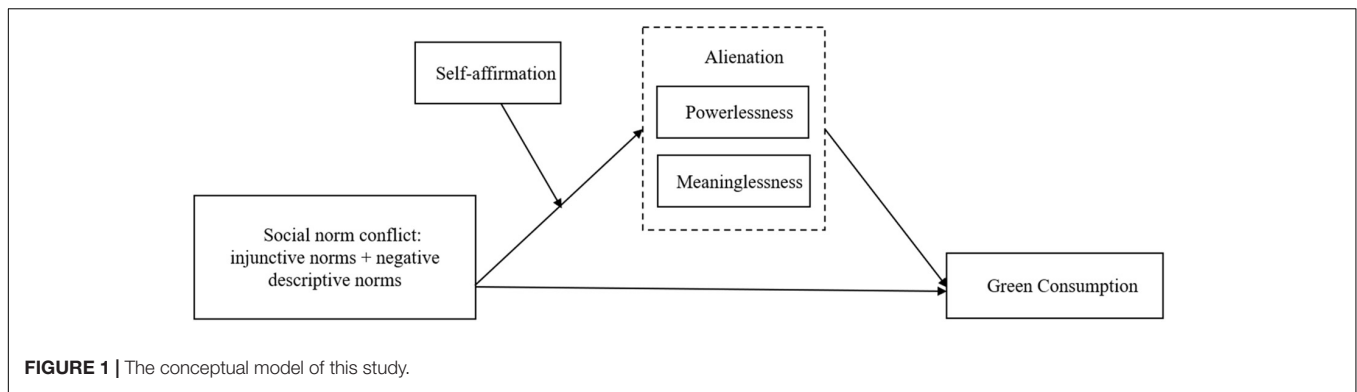 Self-affirmation
Alienation
Powerlessness
Meaninglessness
Social norm conflict:
injunctive norms + negative
descriptive norms
Green Consumption
FIGURE 1 | The conceptual model of this study.